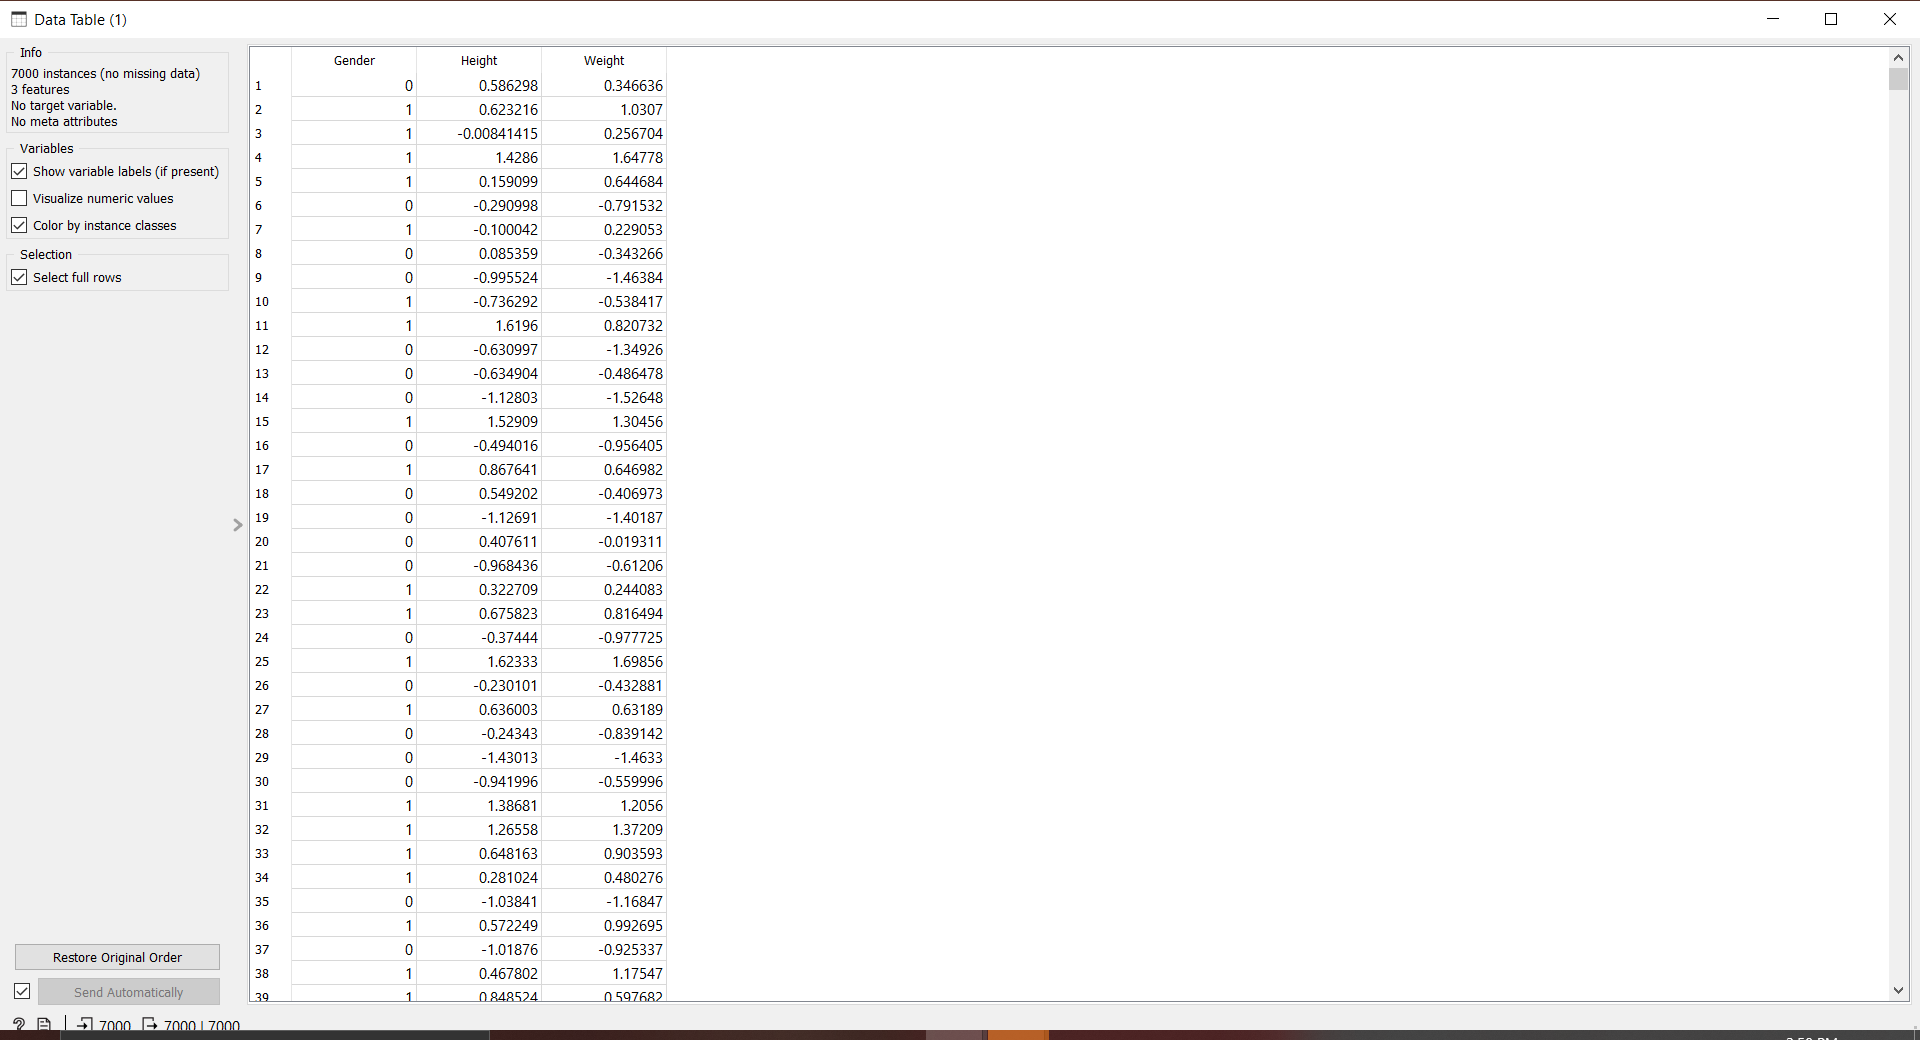 Data Table (1)
Info
7000 instances (no missing data)
3 features
No target variable.
No meta attributes
Variables
Show variable labels (if present)
Visualize numeric values
Color by instance classes
Selection
Select full rows
Restore Original Order
Send Automatically
Gender Height Weight
1 0 0.586298 0.346636
2 1 0.623216 1.0307
3 1 -0.00841415 0.256704
4 1 1.4286 1.64778
5 1 0.159099 0.644684
6 0 -0.290998 -0.791532
7 1 -0.100042 0.229053
8 0 0.085359 -0.343266
9 0 -0.995524 -1.46384
10 1 -0.736292 -0.538417
11 1 1.6196 0.820732
12 0 -0.630997 -1.34926
13 0 -0.634904 -0.486478
14 0 -1.12803 -1.52648
15 1 1.52909 1.30456
16 0 -0.494016 -0.956405
17 1 0.867641 0.646982
18 0 0.549202 -0.406973
19 0 -1.12691 -1.40187
20 0 0.407611 -0.019311
21 0 -0.968436 -0.61206
22 1 0.322709 0.244083
23 1 0.675823 0.816494
24 0 -0.37444 -0.977725
25 1 1.62333 1.69856
26 0 -0.230101 -0.432881
27 1 0.636003 0.63189
28 0 -0.24343 -0.839142
29 0 -1.43013 -1.4633
30 0 -0.941996 -0.559996
31 1 1.38681 1.2056
32 1 1.26558 1.37209
33 1 0.648163 0.903593
34 1 0.281024 0.480276
35 0 -1.03841 -1.16847
36 1 0.572249 0.992695
37 0 -1.01876 -0.925337
38 1 0.467802 1.17547
39 1 0.848524 0.597682
? 7000 7000 | 7000